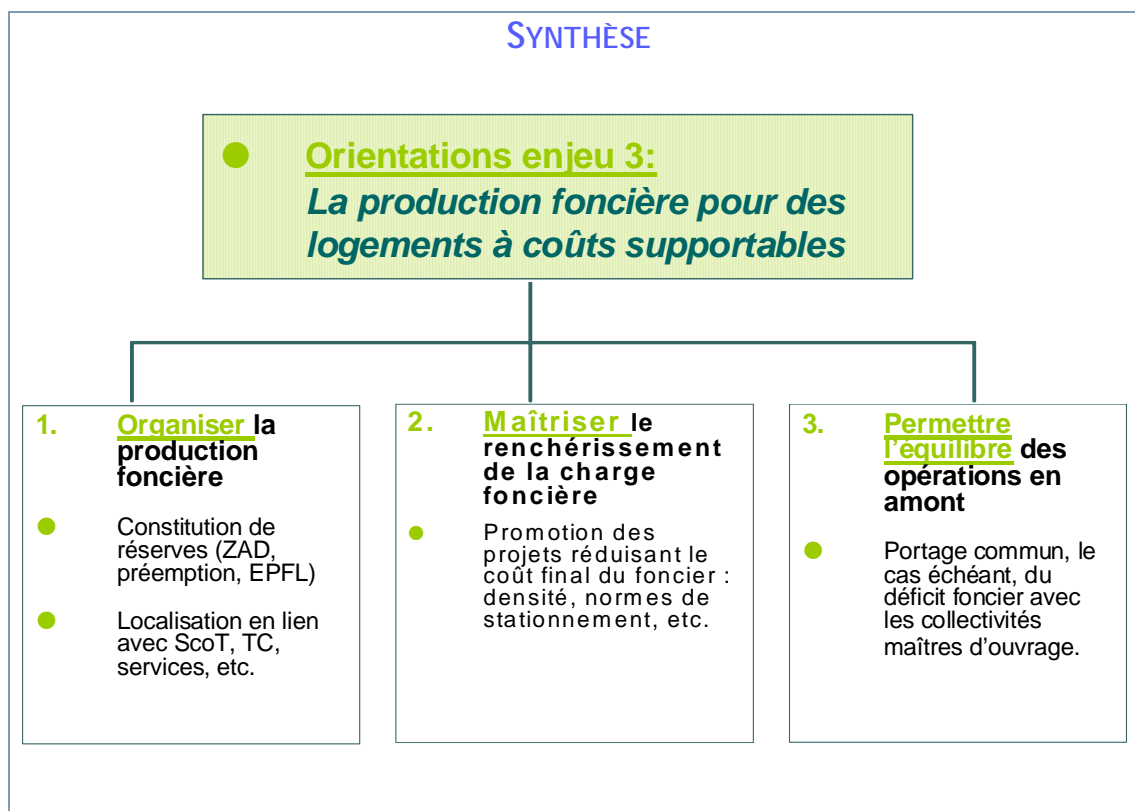 SYNTHÈSE
Orientations enjeu 3:
La production foncière pour des
logements à coûts supportables
1. Organiser la
production
foncière
Constitution de
réserves (ZAD,
préemption, EPFL)
Localisation en lien
avec ScoT, TC,
services, etc.
2. Maîtriser le
renchérissement
de la charge
foncière
Promotion des
projets réduisant le
coût final du foncier :
densité, normes de
stationnement, etc.
3. Permettre
l'équilibre des
opérations en
amont
Portage commun, le
cas échéant, du
déficit foncier avec
les collectivités
maîtres d'ouvrage.